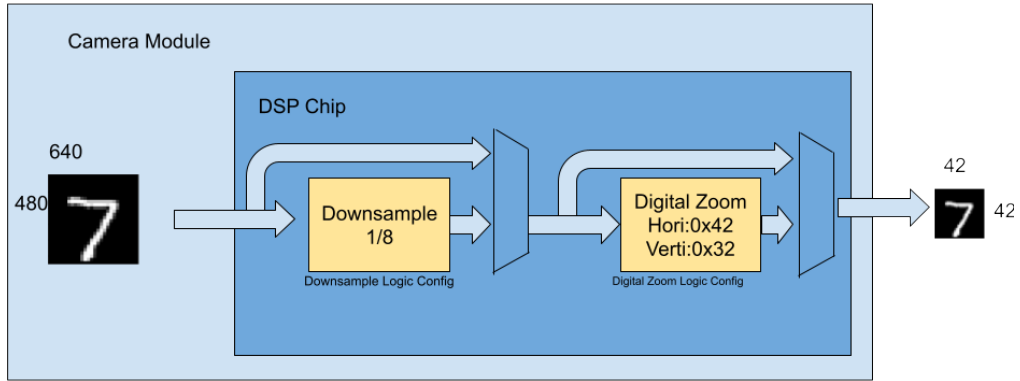 Camera Module
DSP Chip
640
480
Downsample
1/8
Downsample Logic Config
Digital Zoom
Hori:0x42
Verti:0x32
Digital Zoom Logic Config
42
42